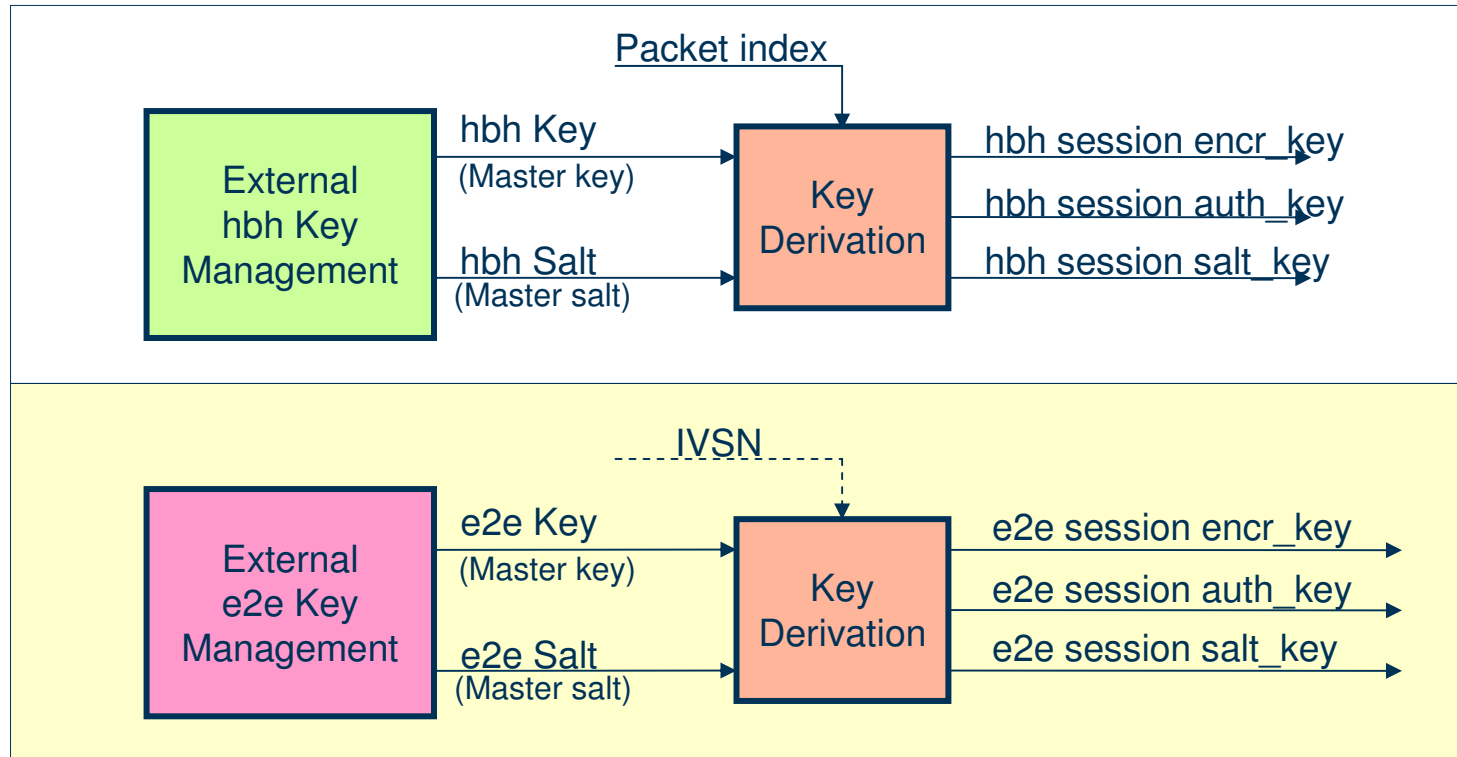 Packet index
External
hbh Key
Management
hbh Key
(Master key)
hbh Salt
(Master salt)
Key
Derivation
hbh session encr_key
hbh session auth_key
hbh session salt_key
IVSN
External
e2e Key
Management
e2e Key
(Master key)
e2e Salt
(Master salt)
Key
Derivation
e2e session encr_key
e2e session auth_key
e2e session salt_key